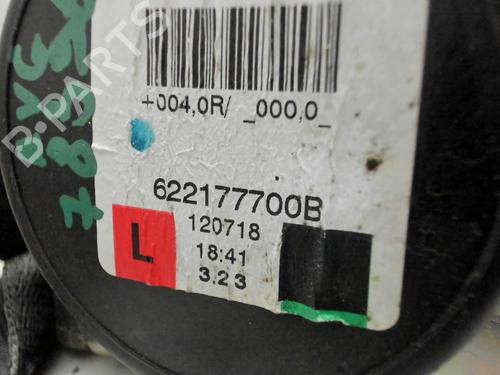 +004,0R/ _000,0_
622177700B
L
120718
18:41
3.23
B-PARTS